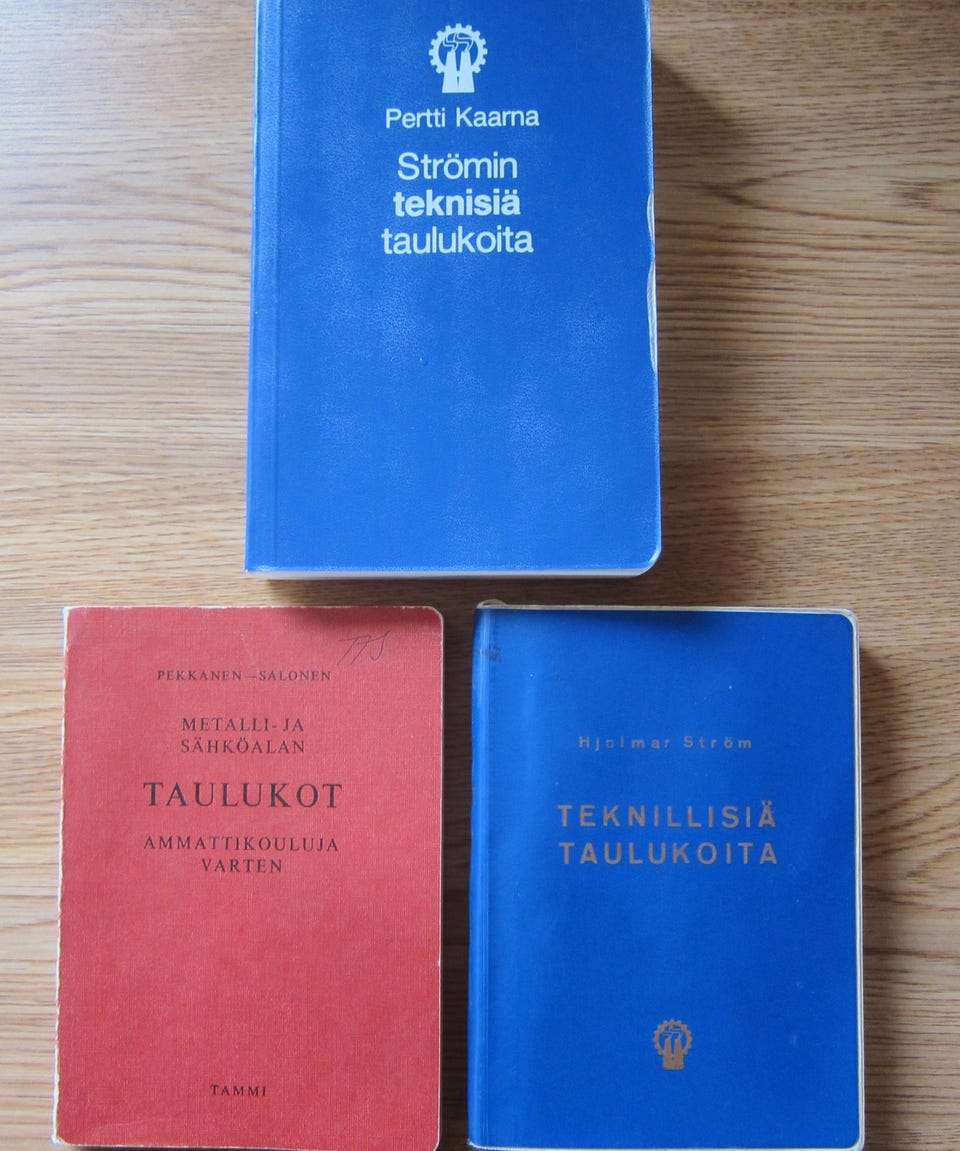 Pertti Kaarna
Strömin
teknisiä
taulukoita
PEKKANEN—SALONEN
METALLI- JA
SÄHKÖALAN
TAULUKOT
AMMATTIKOULUJA
VARTEN
TAMMI
Hjalmar Ström
TEKNILLISIÄ
TAULUKOITA